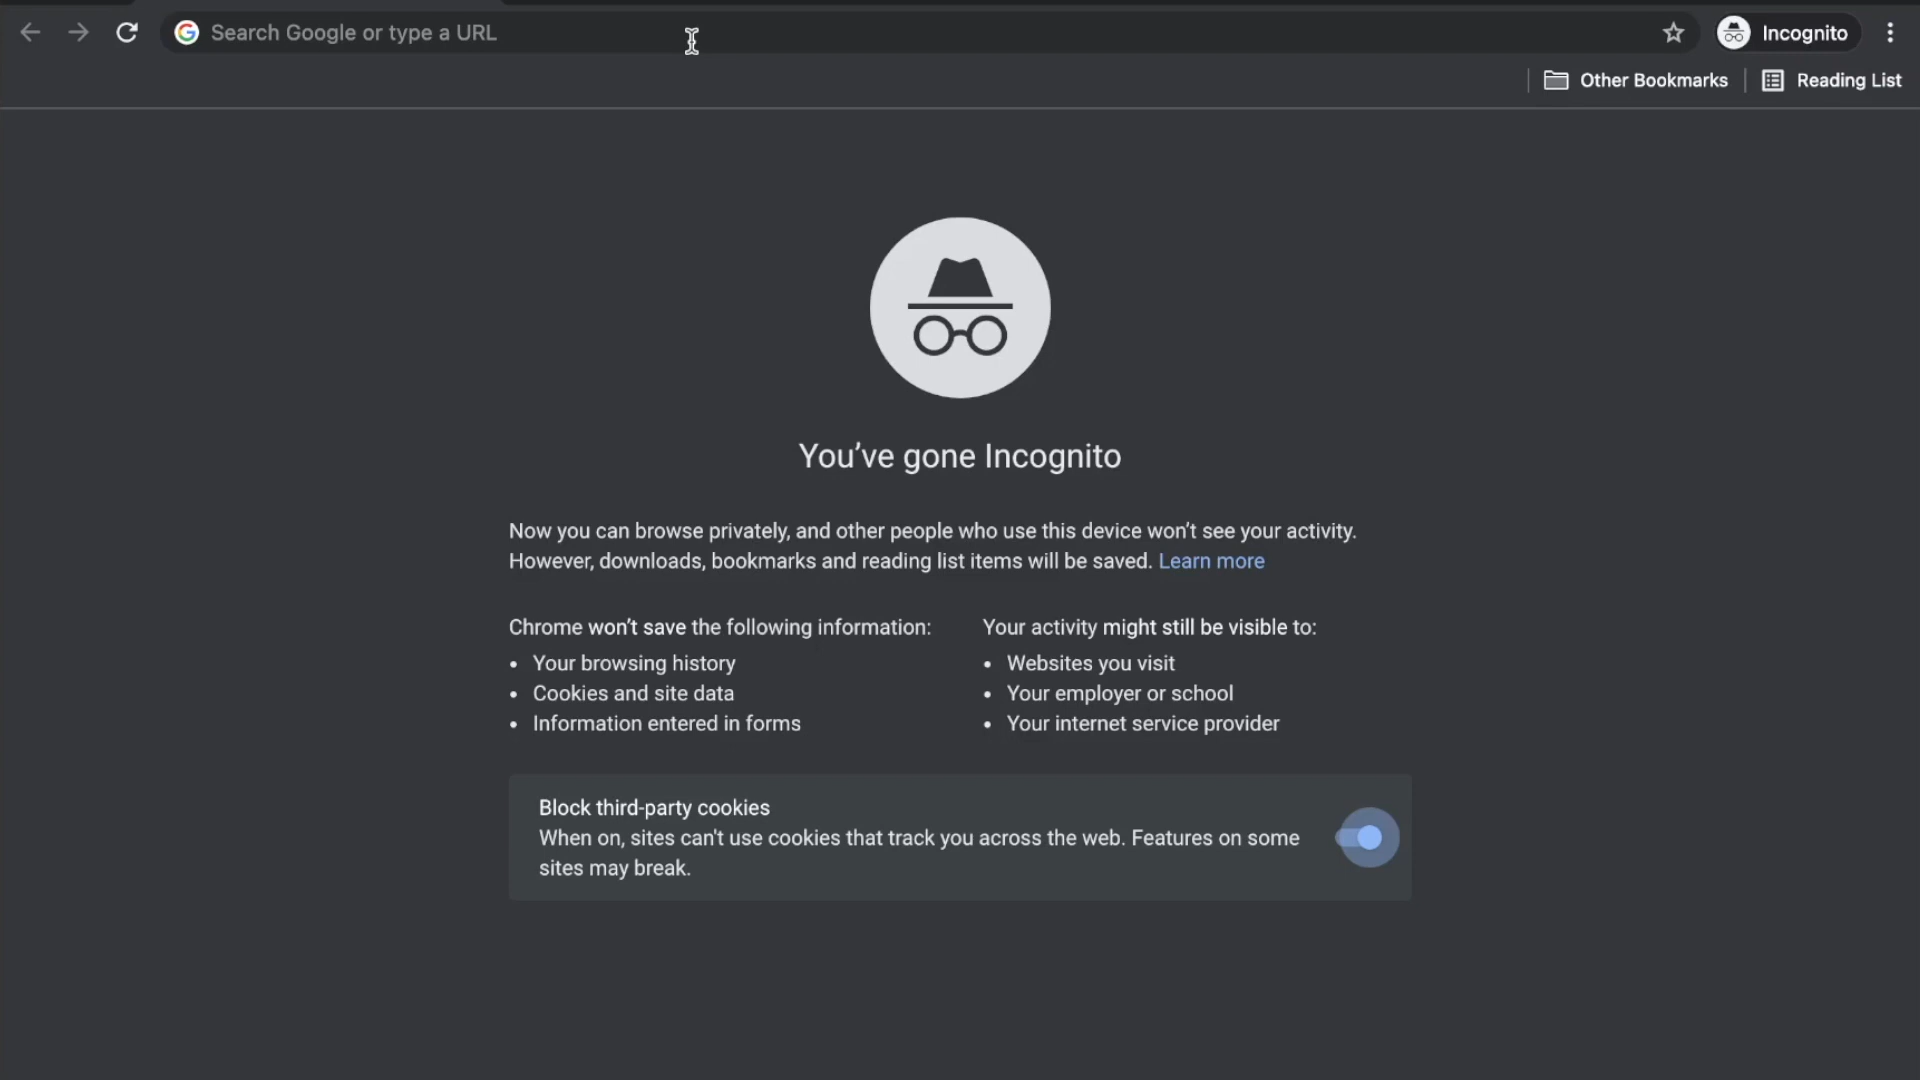 Search Google or type a URL
Incognito
Other Bookmarks
Reading List
You’ve gone Incognito
Now you can browse privately, and other people who use this device won’t see your activity.
However, downloads, bookmarks and reading list items will be saved. Learn more
Chrome won’t save the following information:
Your browsing history
Cookies and site data
Information entered in forms
Your activity might still be visible to:
Websites you visit
Your employer or school
Your internet service provider
Block third-party cookies
When on, sites can't use cookies that track you across the web. Features on some
sites may break.